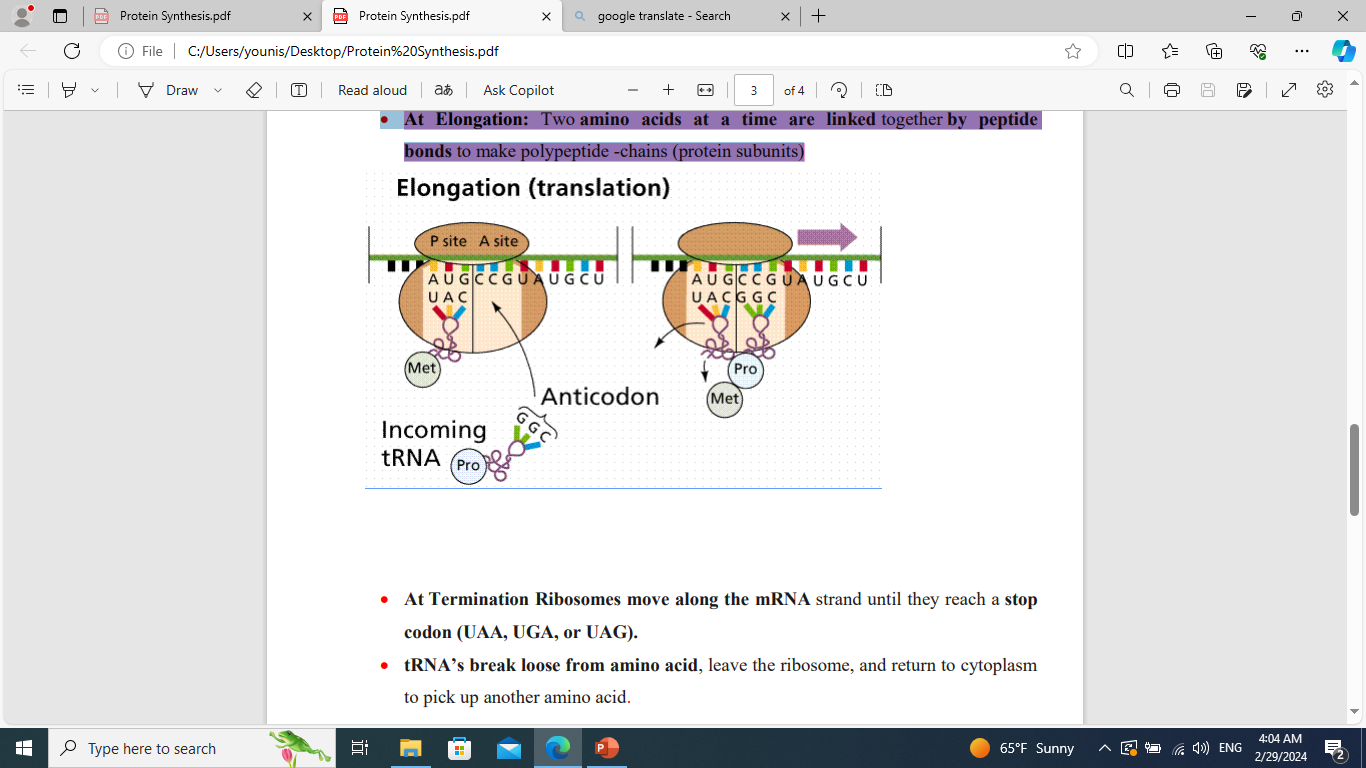 Protein Synthesis.pdf
Protein Synthesis.pdf
google translate - Search
File
C:/Users/younis/Desktop/Protein%20Synthesis.pdf
Draw
Read aloud
aあ
Ask Copilot
3
of 4
• At Elongation: Two amino acids at a time are linked together by peptide
bonds to make polypeptide -chains (protein subunits)
Elongation (translation)
P site A site
A U G C C G U A U G C U
U A C
Met
Anticodon
G G C
Incoming
tRNA
Pro
A U G C C G U A U G C U
U A C G G C
Pro
Met
• At Termination Ribosomes move along the mRNA strand until they reach a stop
codon (UAA, UGA, or UAG).
• tRNA’s break loose from amino acid, leave the ribosome, and return to cytoplasm
to pick up another amino acid.
Type here to search
65°F Sunny
ENG
4:04 AM
2/29/2024
2